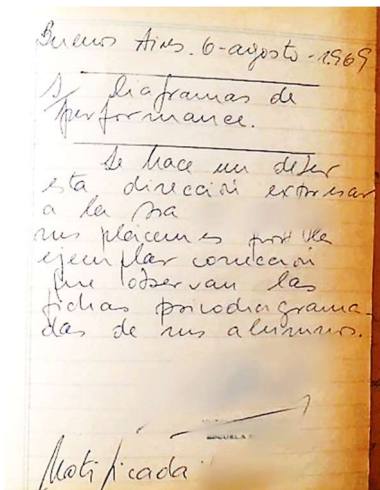 Buenos Aires. 6-agosto-1969
Diagramas de
performance.
Se hace un deber
esta dirección expresar
a la Sra
sus plácemes por la
ejemplar corrección
que observan las
fichas psicodiagrama-
das de sus alumnos.
Notificada